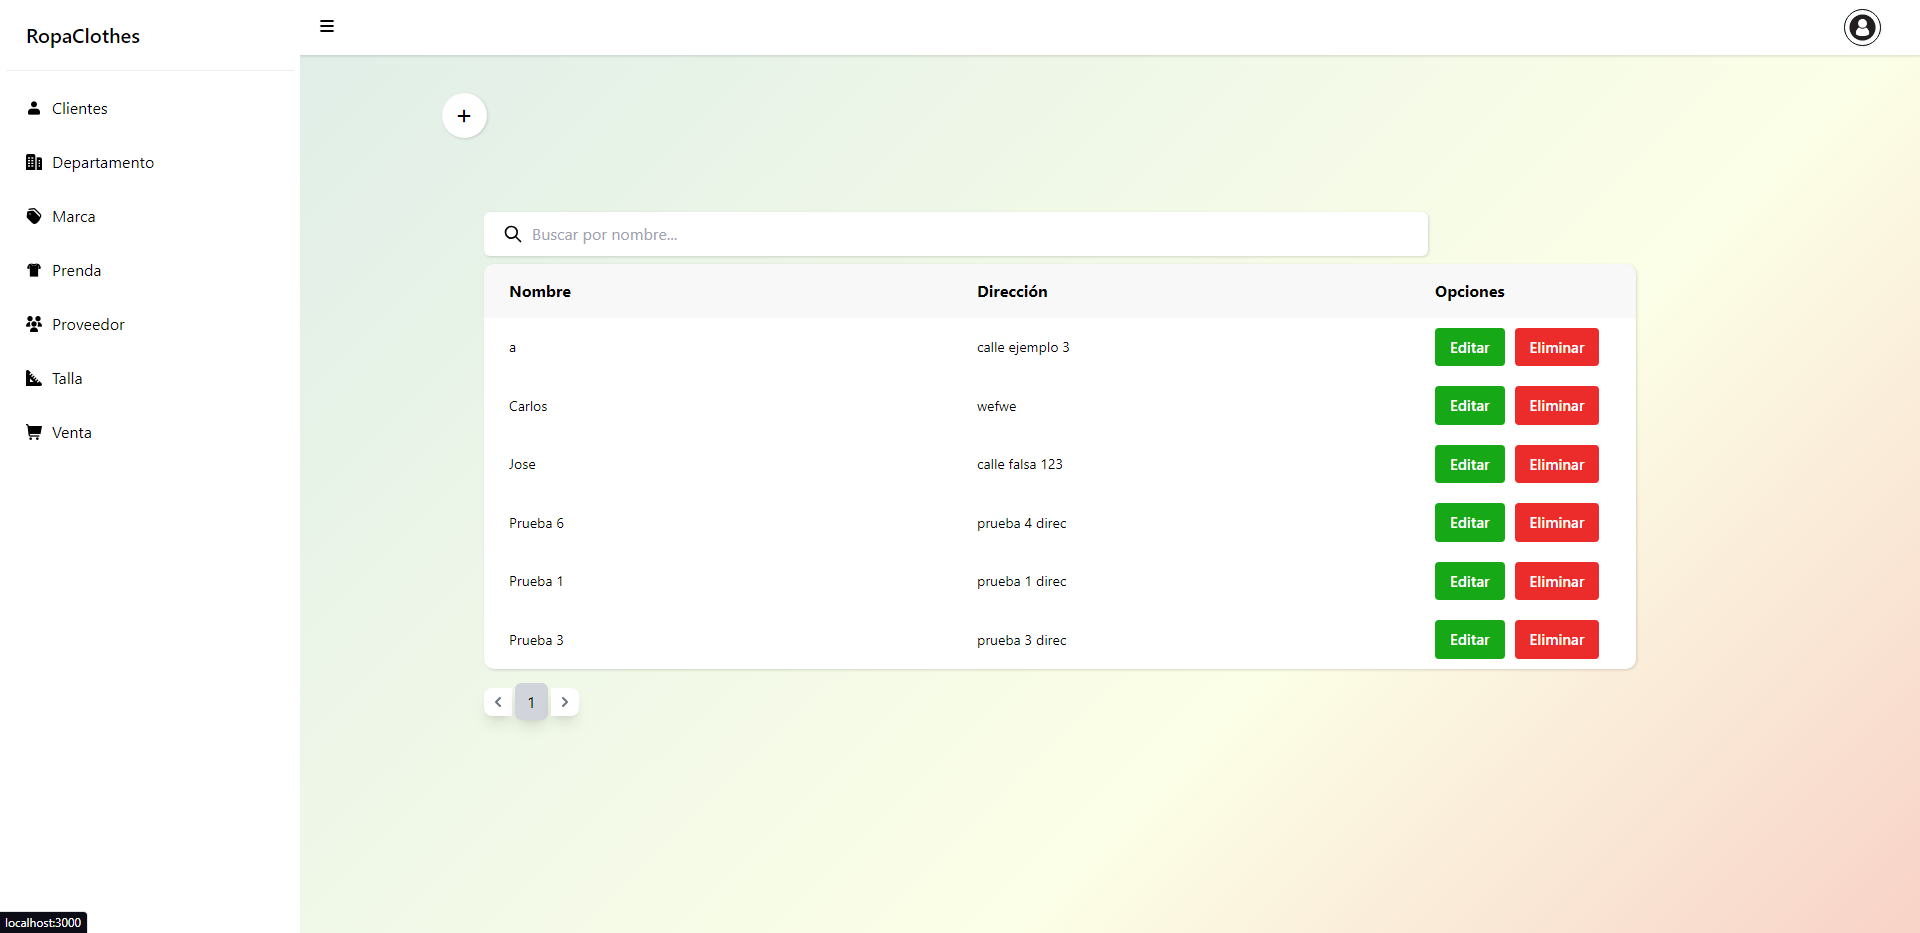 RopaClothes
Clientes
Departamento
Marca
Prenda
Proveedor
Talla
Venta
Buscar por nombre...
Nombre Dirección Opciones
a calle ejemplo 3 Editar Eliminar
Carlos wefwe Editar Eliminar
Jose calle falsa 123 Editar Eliminar
Prueba 6 prueba 4 direc Editar Eliminar
Prueba 1 prueba 1 direc Editar Eliminar
Prueba 3 prueba 3 direc Editar Eliminar
1
localhost:3000